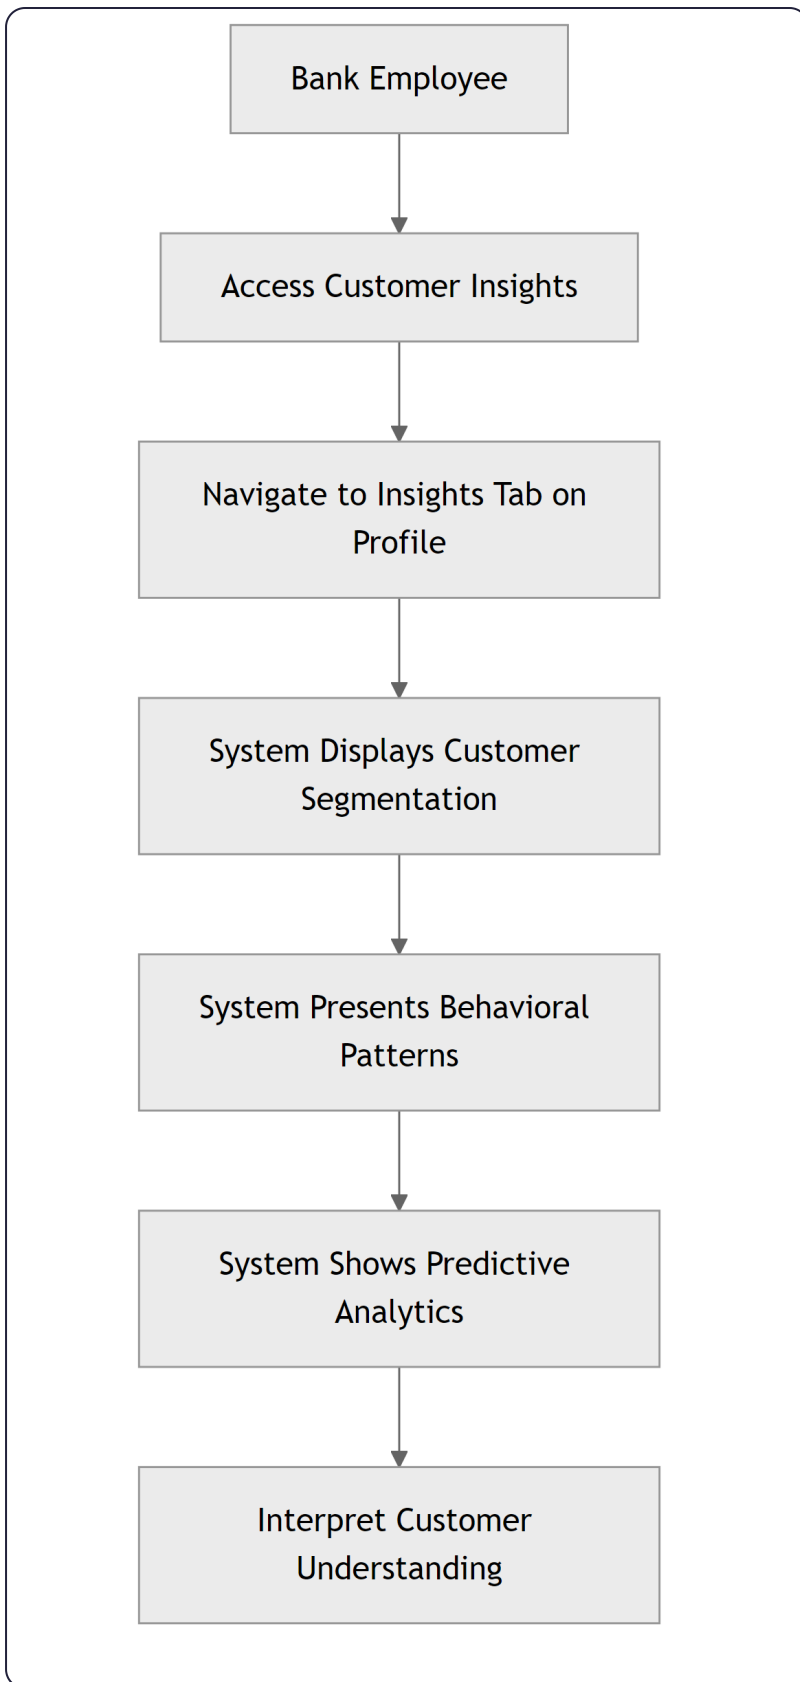 Bank Employee
Access Customer Insights
Navigate to Insights Tab on
Profile
System Displays Customer
Segmentation
System Presents Behavioral
Patterns
System Shows Predictive
Analytics
Interpret Customer
Understanding